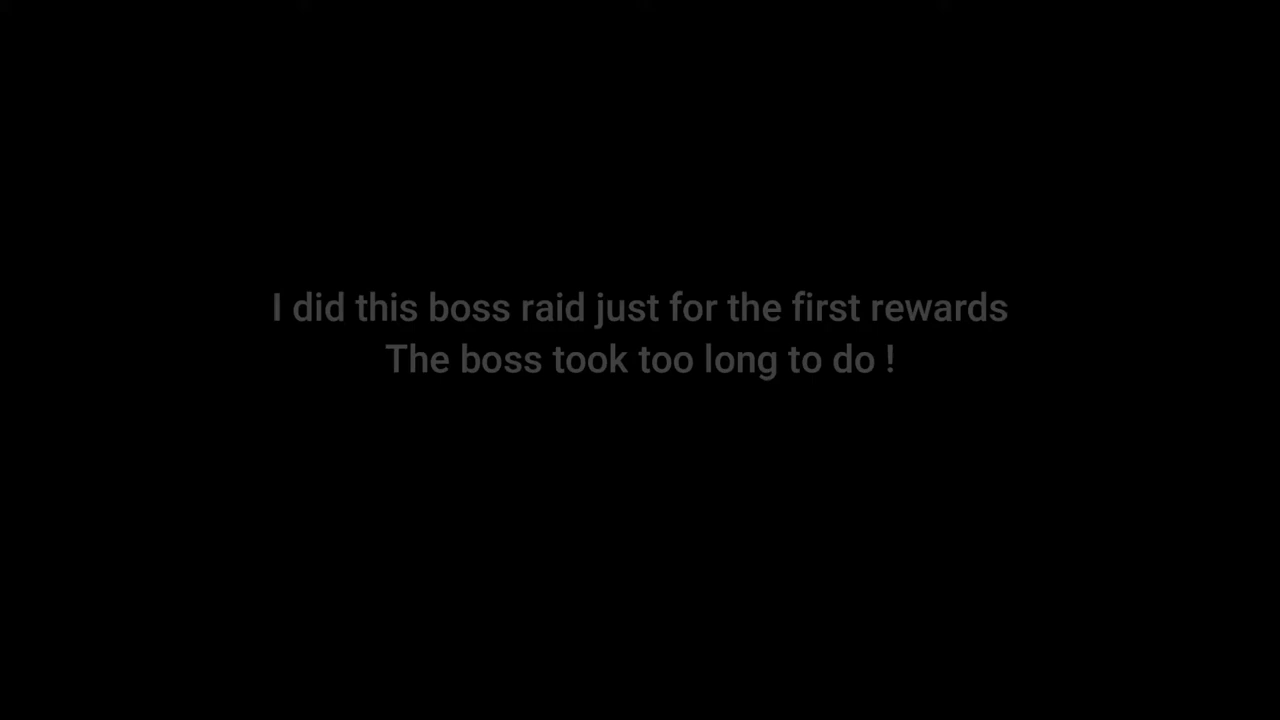 I did this boss raid just for the first rewards
The boss took too long to do !